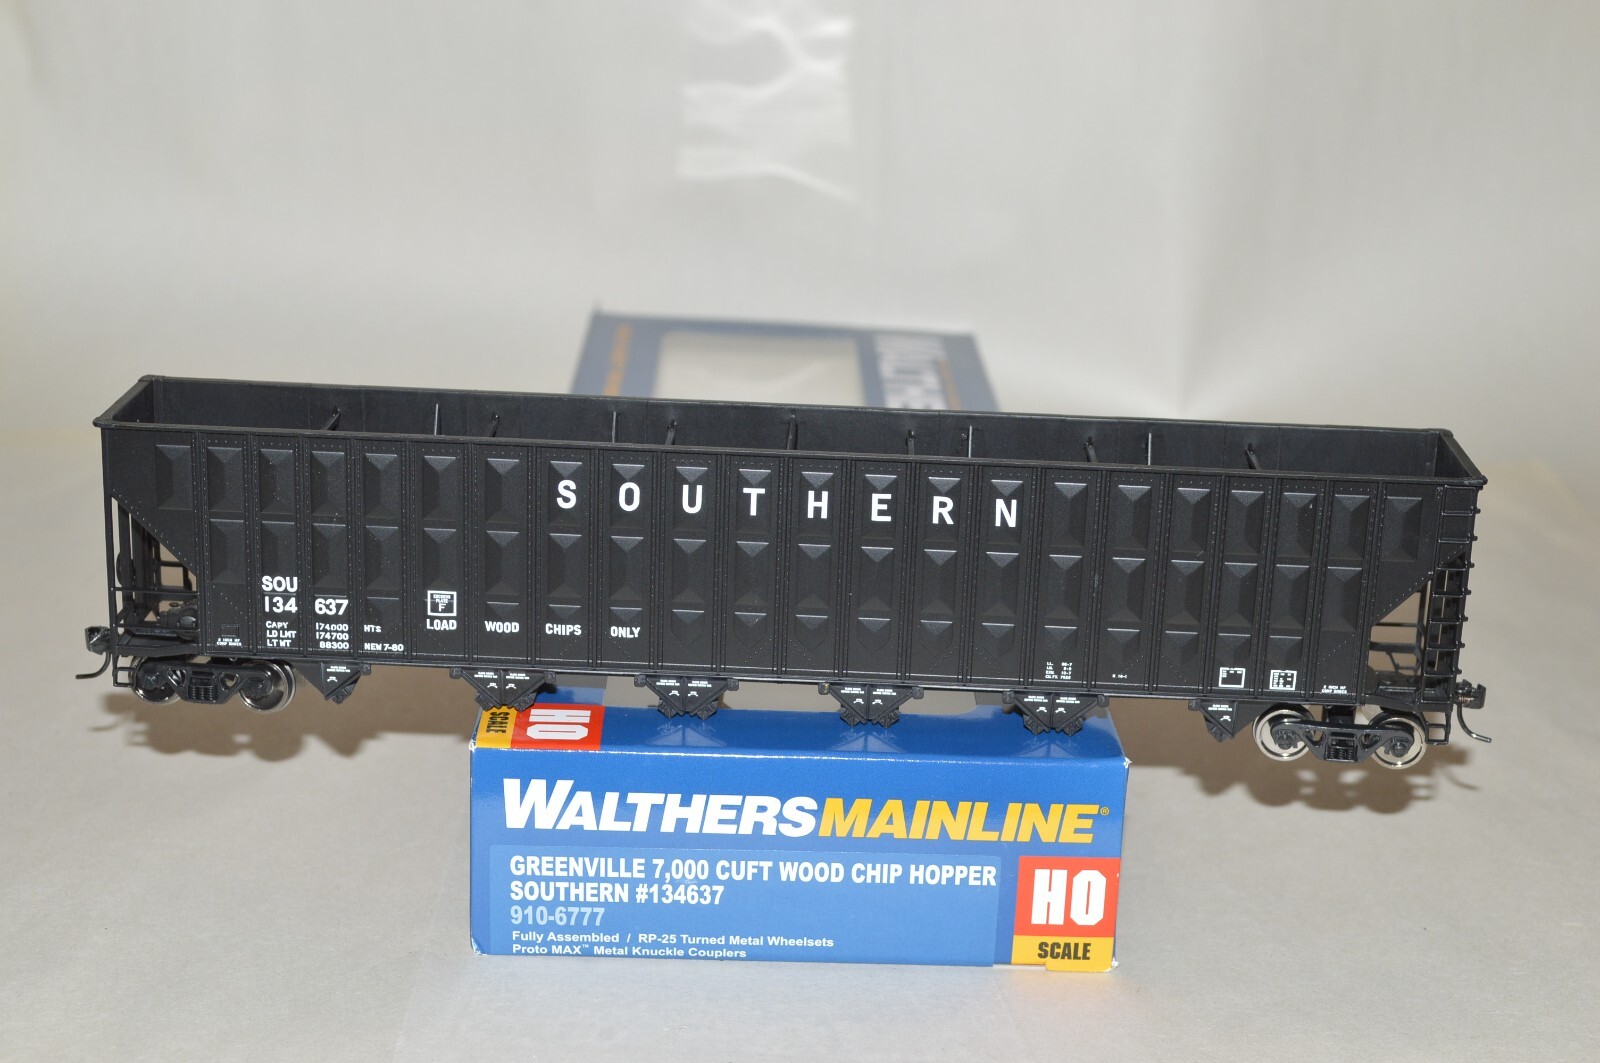 SOUTHERN
SOU
134 637
CAPY 174000 HTS
LD LMT 174700
LT WT 88300 NEW 7-80
F
LOAD WOOD CHIPS ONLY
HO
SCALE
WALTHERSMAINLINE®
GREENVILLE 7,000 CUFT WOOD CHIP HOPPER
SOUTHERN #134637
910-6777
Fully Assembled / RP-25 Turned Metal Wheelsets
Proto MAX™ Metal Knuckle Couplers
HO
SCALE